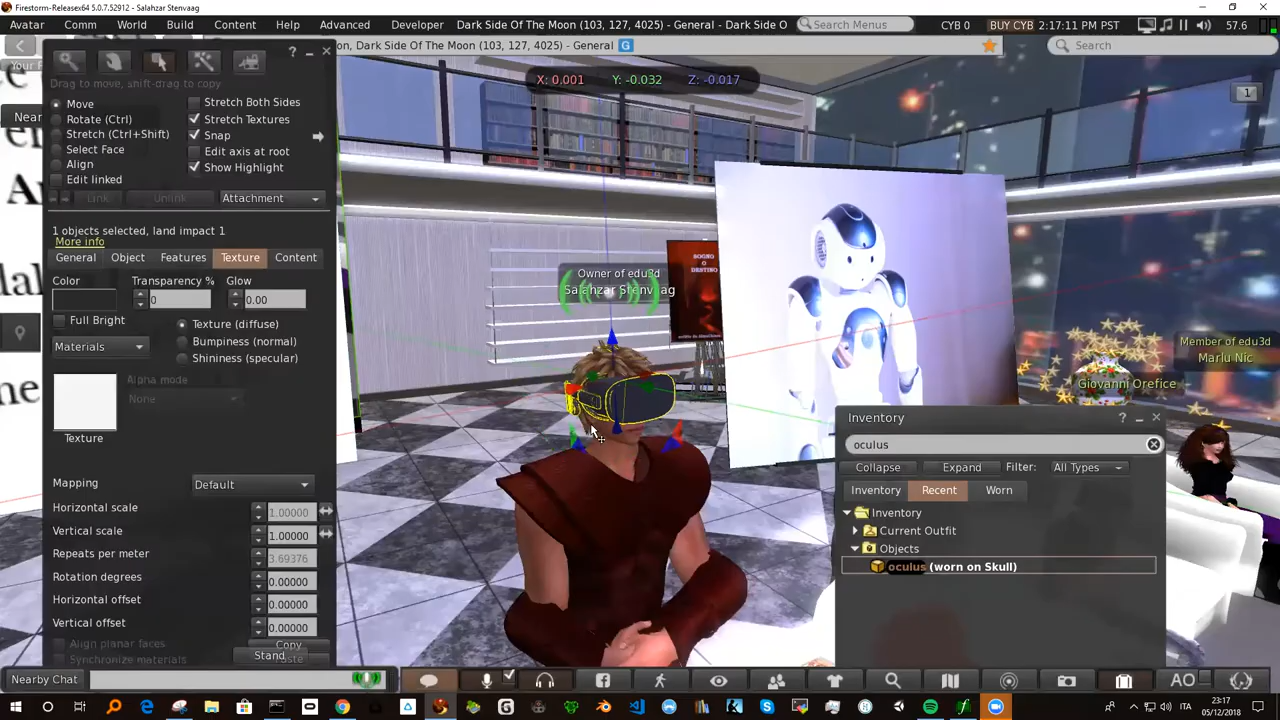 Firestorm-Releasex64 5.0.7.52912 - Salahzar Stenvaag
Avatar Comm World Build Content Help Advanced Developer Dark Side Of The Moon (103, 127, 4025) - General - Dark Side O Search Menus CYB 0 BUY CYB 2:17:11 PM PST 57.6
on, Dark Side Of The Moon (103, 127, 4025) - General G Search
X: 0.001 Y: -0.032 Z: -0.017
1
Drag to move, shift-drag to copy
Move
Rotate (Ctrl)
Stretch (Ctrl+Shift)
Select Face
Align
Edit linked
Stretch Both Sides
Stretch Textures
Snap
Edit axis at root
Show Highlight
Link Unlink Attachment
1 objects selected, land impact 1
More info
General Object Features Texture Content
Color Transparency % Glow
0 0.00
Full Bright
Materials
Texture (diffuse)
Bumpiness (normal)
Shininess (specular)
Alpha mode
None
Texture
Mapping Default
Horizontal scale 1.00000
Vertical scale 1.00000
Repeats per meter 3.69376
Rotation degrees 0.00000
Horizontal offset 0.00000
Vertical offset 0.00000
Align planar faces Copy
Synchronize materials
Stand
Near
Owner of edu3d
Salahzar Stenvaag
SOGNO
O
DESTINO
Member of edu3d
Marlu Nic
Giovanni Orefice
Inventory
oculus
Collapse Expand Filter: All Types
Inventory Recent Worn
Inventory
Current Outfit
Objects
oculus (worn on Skull)
Nearby Chat
AO
ITA 23:17
05/12/2018